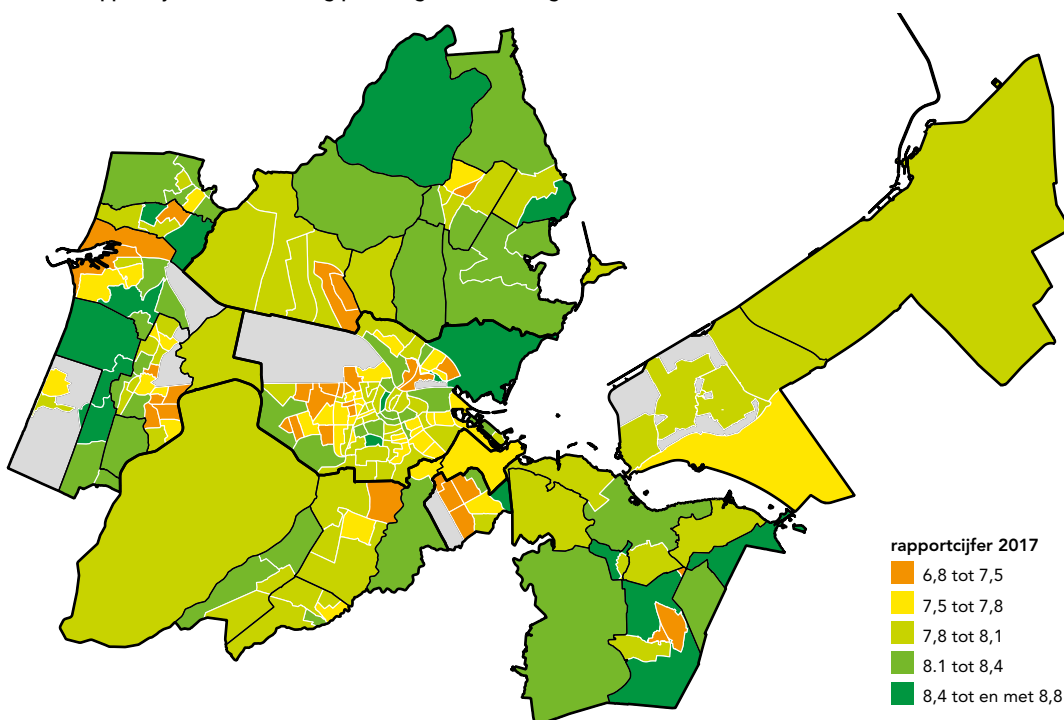 rapportcijfer 2017
6,8 tot 7,5
7,5 tot 7,8
7,8 tot 8,1
8.1 tot 8,4
8,4 tot en met 8,8